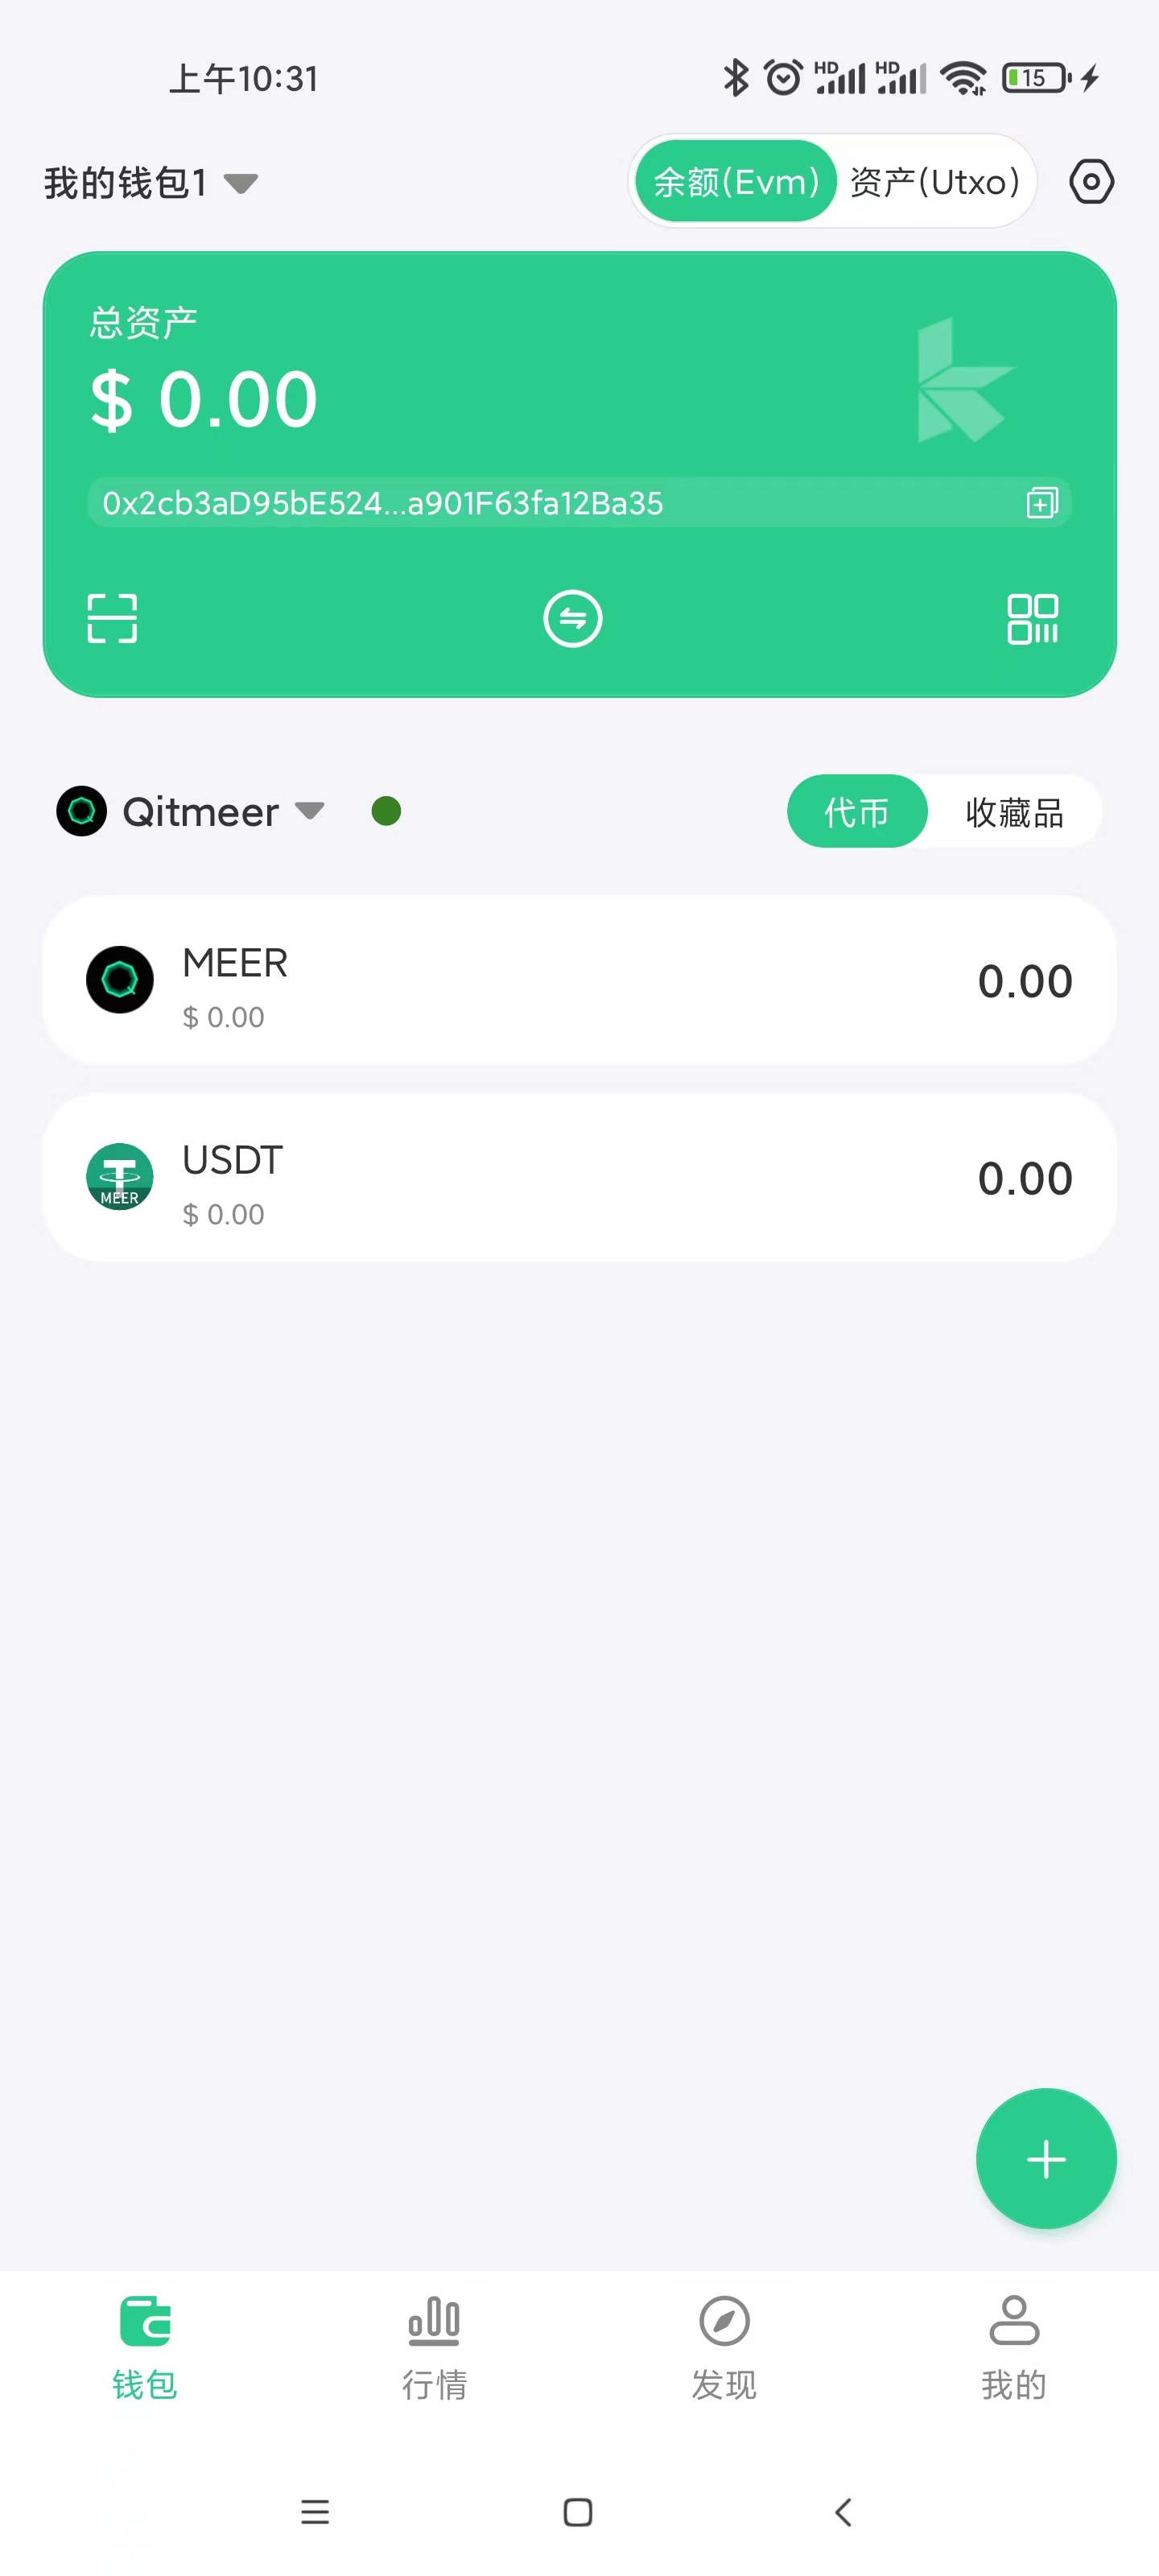 上午10:31
HD
HD
15
我的钱包1
余额(Evm)
资产(Utxo)
总资产
$ 0.00
0x2cb3aD95bE524...a901F63fa12Ba35
Qitmeer
代币
收藏品
MEER
$ 0.00
0.00
MEER
USDT
$ 0.00
0.00
钱包
行情
发现
我的